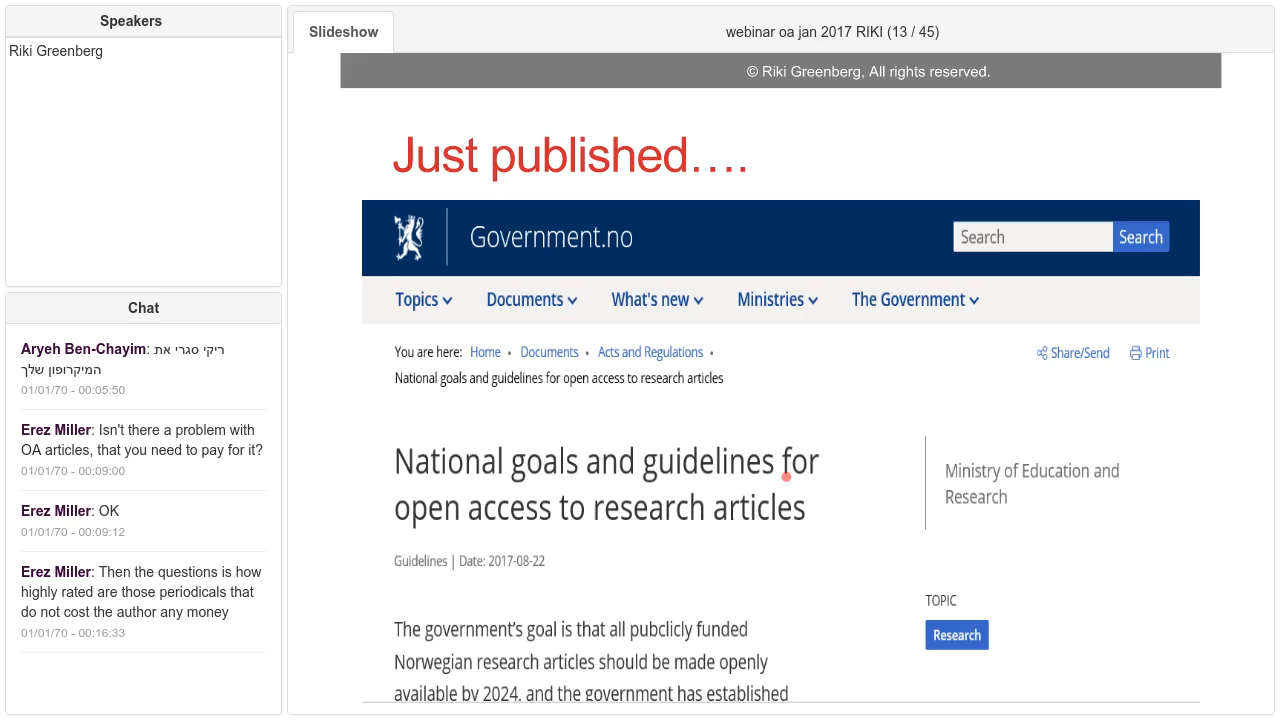 Speakers
Riki Greenberg
Chat
Aryeh Ben-Chayim: ריקי סגרי את
המיקרופון שלך
01/01/70 - 00:05:50
Erez Miller: Isn't there a problem with
OA articles, that you need to pay for it?
01/01/70 - 00:09:00
Erez Miller: OK
01/01/70 - 00:09:12
Erez Miller: Then the questions is how
highly rated are those periodicals that
do not cost the author any money
01/01/70 - 00:16:33
Slideshow
webinar oa jan 2017 RIKI (13 / 45)
© Riki Greenberg, All rights reserved.
Just published….
Government.no
Search Search
Topics Documents What's new Ministries The Government
You are here: Home • Documents • Acts and Regulations •
National goals and guidelines for open access to research articles
Share/Send Print
National goals and guidelines for
open access to research articles
Guidelines | Date: 2017-08-22
Ministry of Education and
Research
TOPIC
Research
The government’s goal is that all pubclicly funded
Norwegian research articles should be made openly
available by 2024, and the government has established